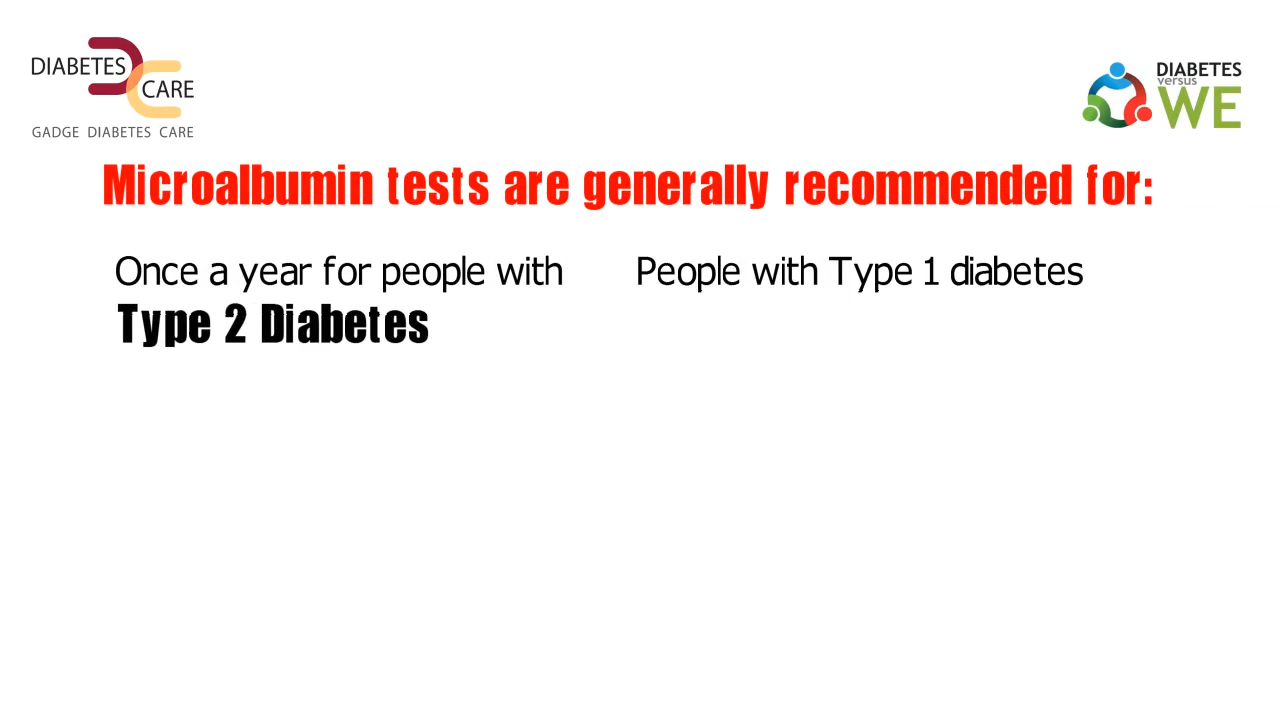 DIABETES
CARE
GADGE DIABETES CARE
DIABETES
versus
WE
Microalbumin tests are generally recommended for:
Once a year for people with
Type 2 Diabetes
People with Type 1 diabetes